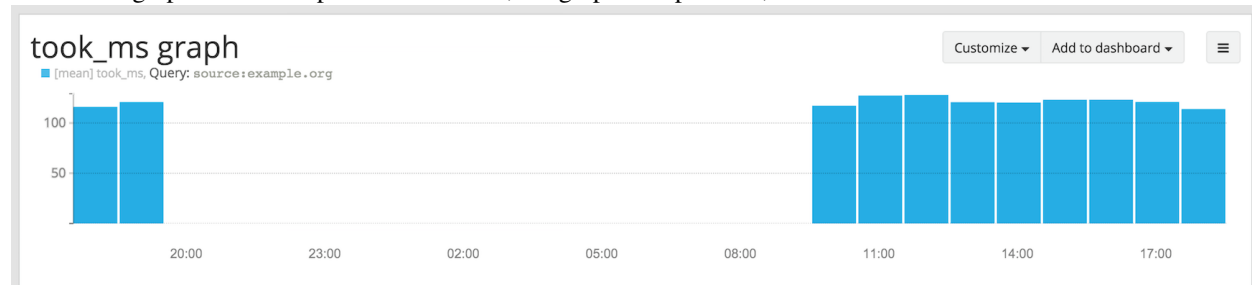 took_ms graph
Customize Add to dashboard
[mean] took_ms, Query: source:example.org
100
50
20:00 23:00 02:00 05:00 08:00 11:00 14:00 17:00